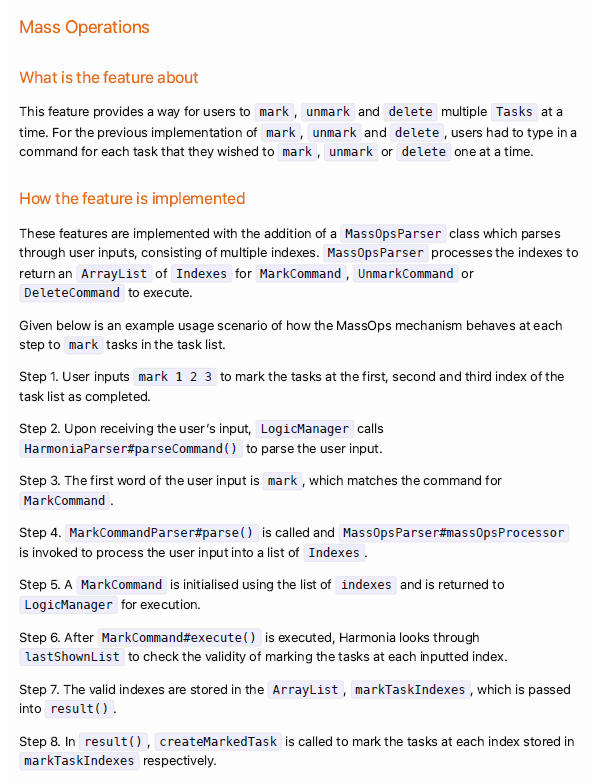 Mass Operations
What is the feature about
This feature provides a way for users to mark, unmark and delete multiple Tasks at a
time. For the previous implementation of mark, unmark and delete, users had to type in a
command for each task that they wished to mark, unmark or delete one at a time.
How the feature is implemented
These features are implemented with the addition of a MassOpsParser class which parses
through user inputs, consisting of multiple indexes. MassOpsParser processes the indexes to
return an ArrayList of Indexes for MarkCommand, UnmarkCommand or
DeleteCommand to execute.
Given below is an example usage scenario of how the MassOps mechanism behaves at each
step to mark tasks in the task list.
Step 1. User inputs mark 1 2 3 to mark the tasks at the first, second and third index of the
task list as completed.
Step 2. Upon receiving the user's input, LogicManager calls
HarmoniaParser#parseCommand() to parse the user input.
Step 3. The first word of the user input is mark, which matches the command for
MarkCommand.
Step 4. MarkCommandParser#parse() is called and MassOpsParser#massOpsProcessor
is invoked to process the user input into a list of Indexes.
Step 5. A MarkCommand is initialised using the list of indexes and is returned to
LogicManager for execution.
Step 6. After MarkCommand#execute() is executed, Harmonia looks through
lastShownList to check the validity of marking the tasks at each inputted index.
Step 7. The valid indexes are stored in the ArrayList, markTaskIndexes, which is passed
into result().
Step 8. In result(), createMarkedTask is called to mark the tasks at each index stored in
markTaskIndexes respectively.